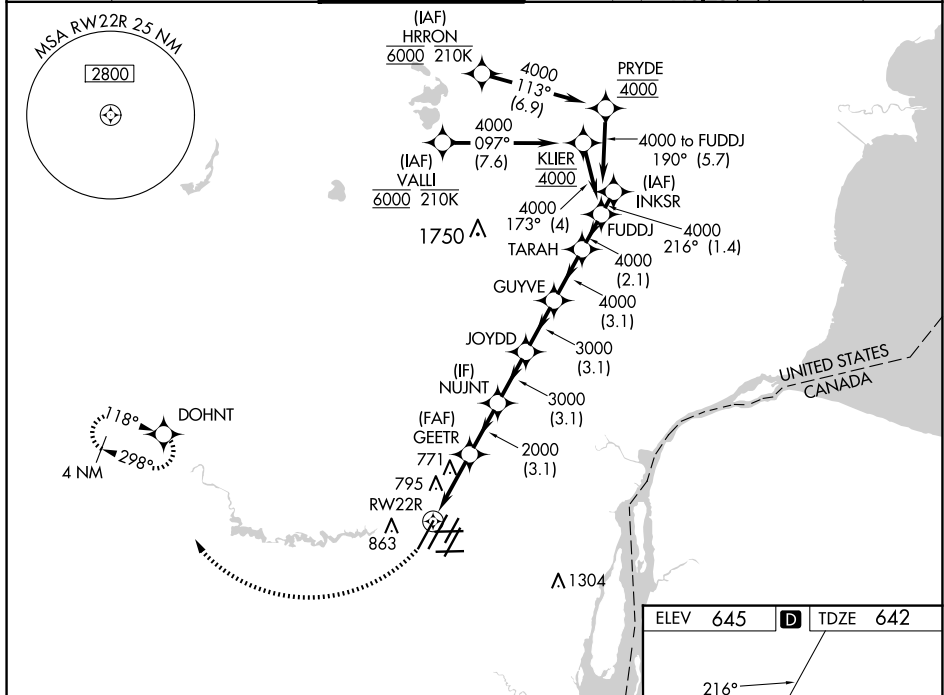 MSA RW22R 25 NM
2800
(IAF)
HRRON
6000 210K
4000
113°
(6.9)
PRYDE
4000
4000
097°
(7.6)
4000 to FUDDJ
190° (5.7)
(IAF)
VALLI
6000 210K
KLIER
4000
(IAF)
INKSR
4000
173° (4)
FUDDJ
4000
216° (1.4)
1750
TARAH
4000
(2.1)
GUYVE
4000
(3.1)
JOYDD
3000
(3.1)
(IF)
NUJNT
3000
(3.1)
UNITED STATES
CANADA
118°
DOHNT
298°
4 NM
(FAF)
GEETR
2000
(3.1)
771
795
RW22R
863
1304
ELEV 645 D TDZE 642
216°